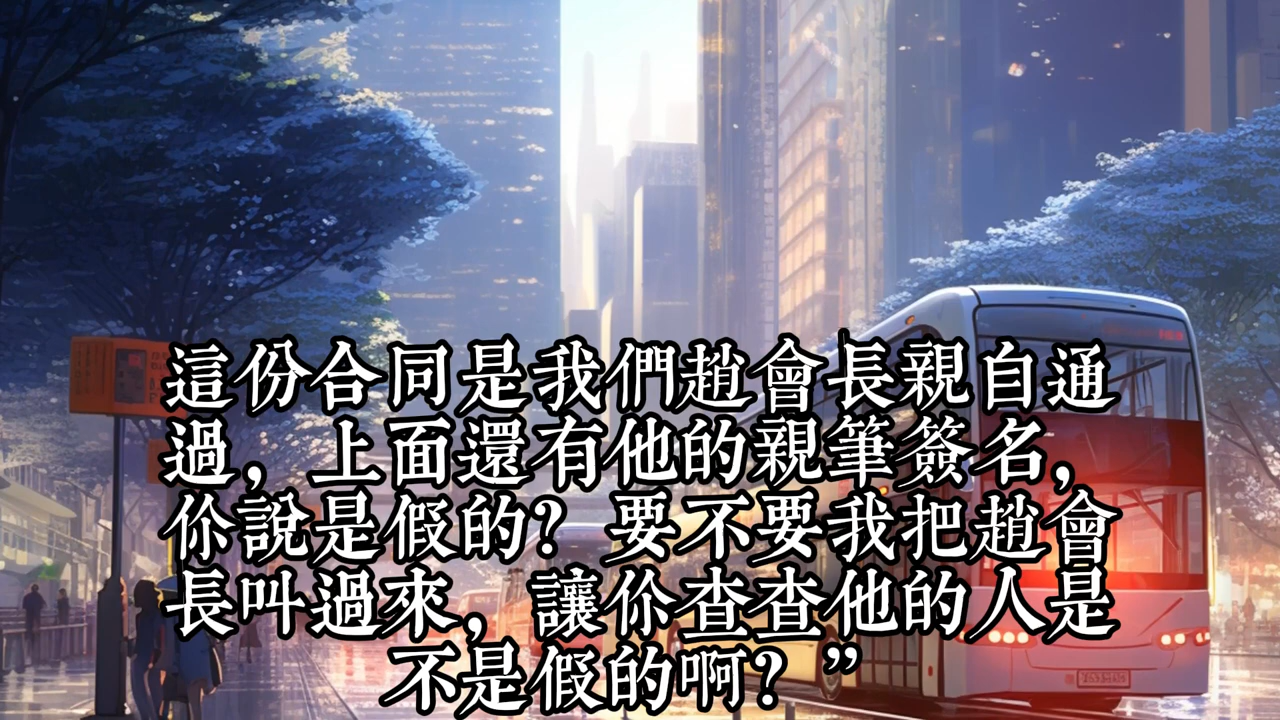 這份合同是我們趙會長親自通
過，上面還有他的親筆簽名，
你說是假的？要不要我把趙會
長叫過來，讓你查查他的人是
不是假的啊？”